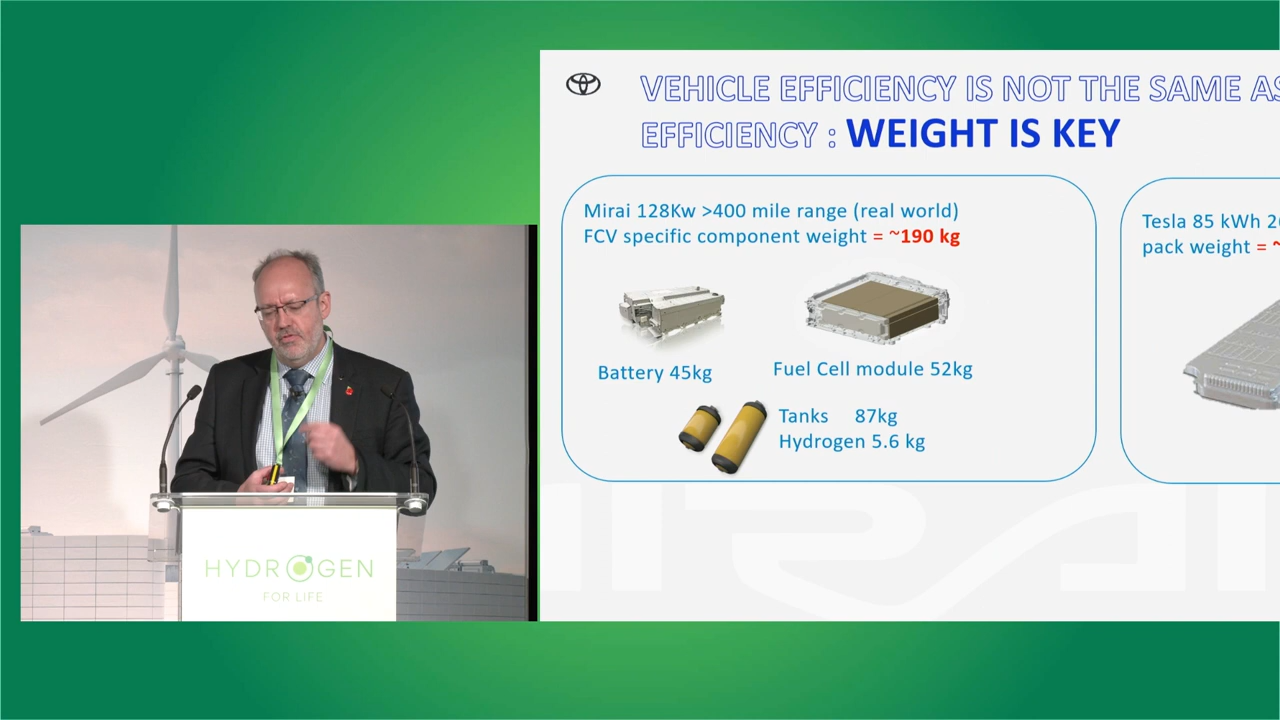 VEHICLE EFFICIENCY IS NOT THE SAME AS
EFFICIENCY : WEIGHT IS KEY
Mirai 128Kw >400 mile range (real world)
FCV specific component weight = ~190 kg
Battery 45kg
Fuel Cell module 52kg
Tanks 87kg
Hydrogen 5.6 kg
Tesla 85 kWh
pack weight = ~
HYDROGEN
FOR LIFE